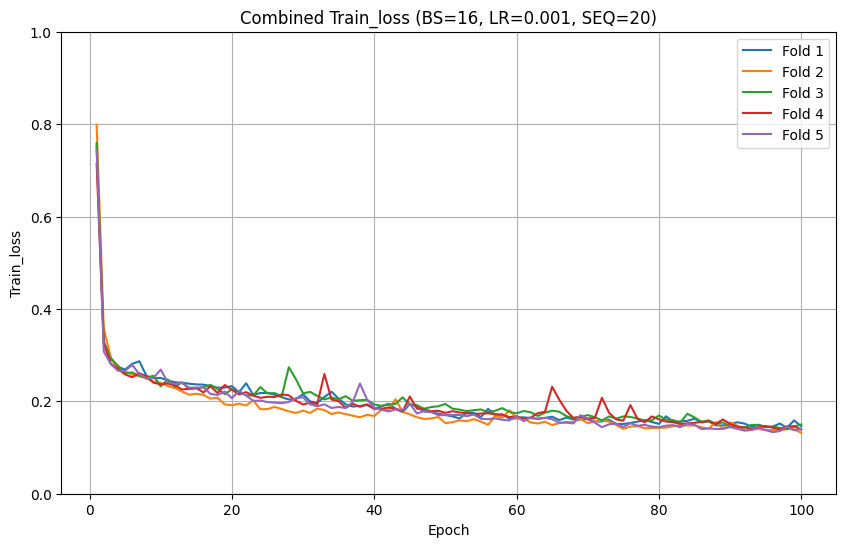 Combined Train_loss (BS=16, LR=0.001, SEQ=20)
Train_loss
1.0
0.8
0.6
0.4
0.2
0.0
Fold 1
Fold 2
Fold 3
Fold 4
Fold 5
0
20
40
60
80
100
Epoch